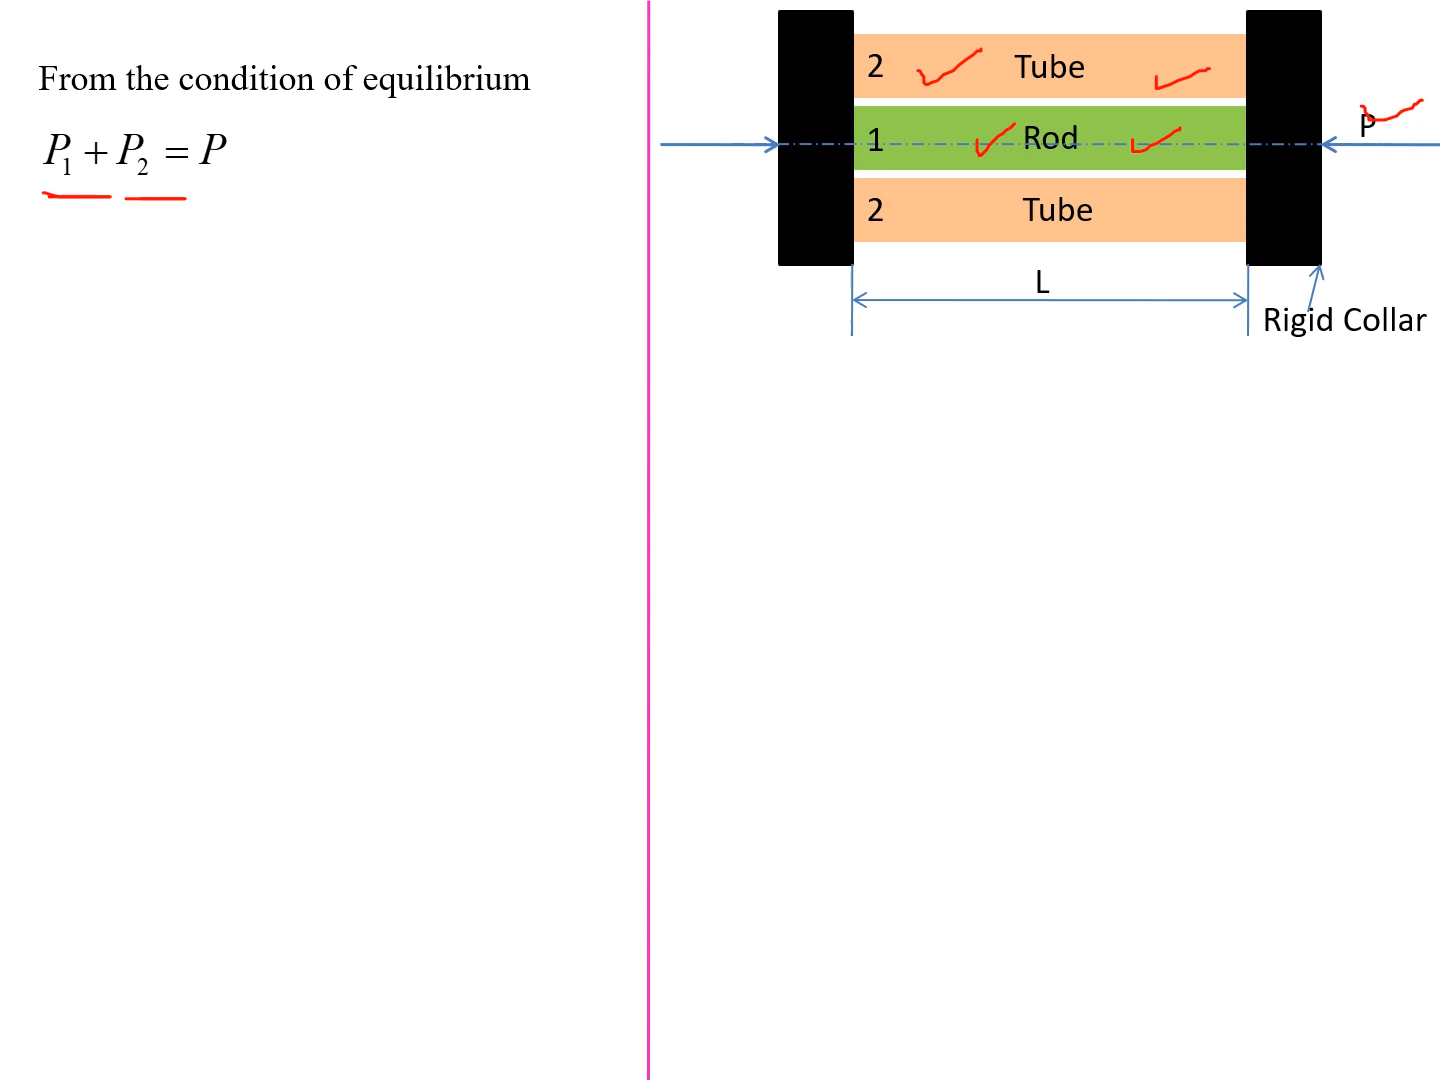 From the condition of equilibrium
P₁ + P₂ = P
2 Tube
P
1 Rod
2 Tube
L
Rigid Collar